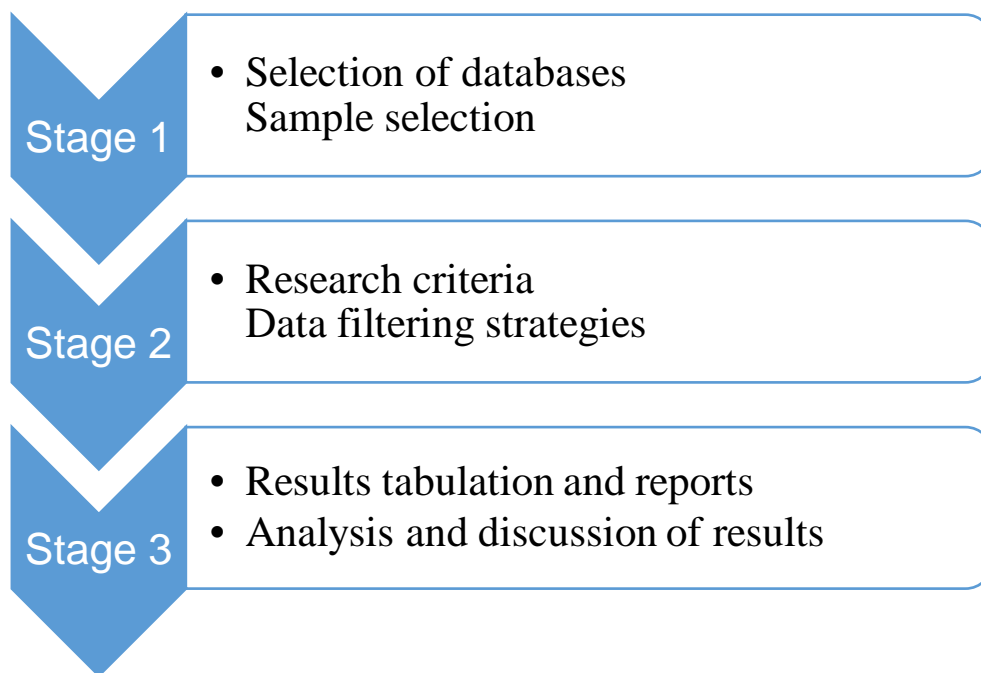 Stage 1
• Selection of databases
Sample selection
Stage 2
• Research criteria
Data filtering strategies
Stage 3
• Results tabulation and reports
• Analysis and discussion of results